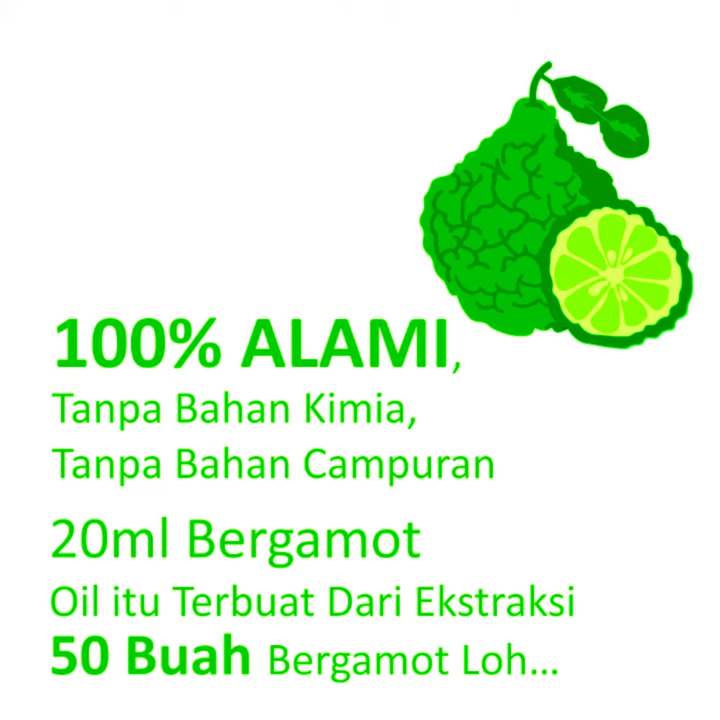 100% ALAMI,
Tanpa Bahan Kimia,
Tanpa Bahan Campuran
20ml Bergamot
Oil itu Terbuat Dari Ekstraksi
50 Buah Bergamot Loh...